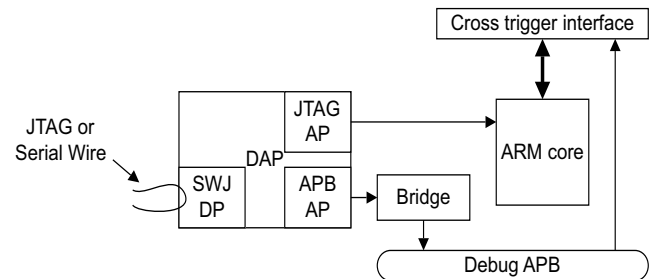 Cross trigger interface
JTAG or
Serial Wire
JTAG
AP
DAP
SWJ
DP
APB
AP
Bridge
ARM core
Debug APB